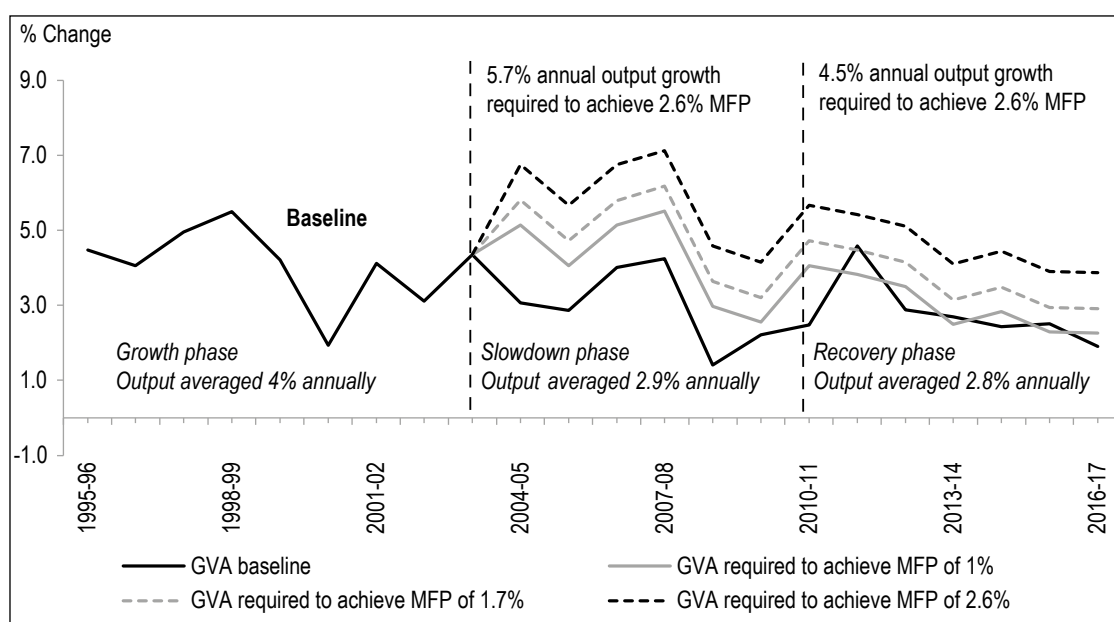 % Change
9.0
7.0
5.0
3.0
1.0
-1.0
5.7% annual output growth
required to achieve 2.6% MFP
4.5% annual output growth
required to achieve 2.6% MFP
Baseline
Growth phase
Output averaged 4% annually
Slowdown phase
Output averaged 2.9% annually
Recovery phase
Output averaged 2.8% annually
1995-96
1998-99
2001-02
2004-05
2007-08
2010-11
2013-14
2016-17
GVA baseline
GVA required to achieve MFP of 1%
GVA required to achieve MFP of 1.7%
GVA required to achieve MFP of 2.6%